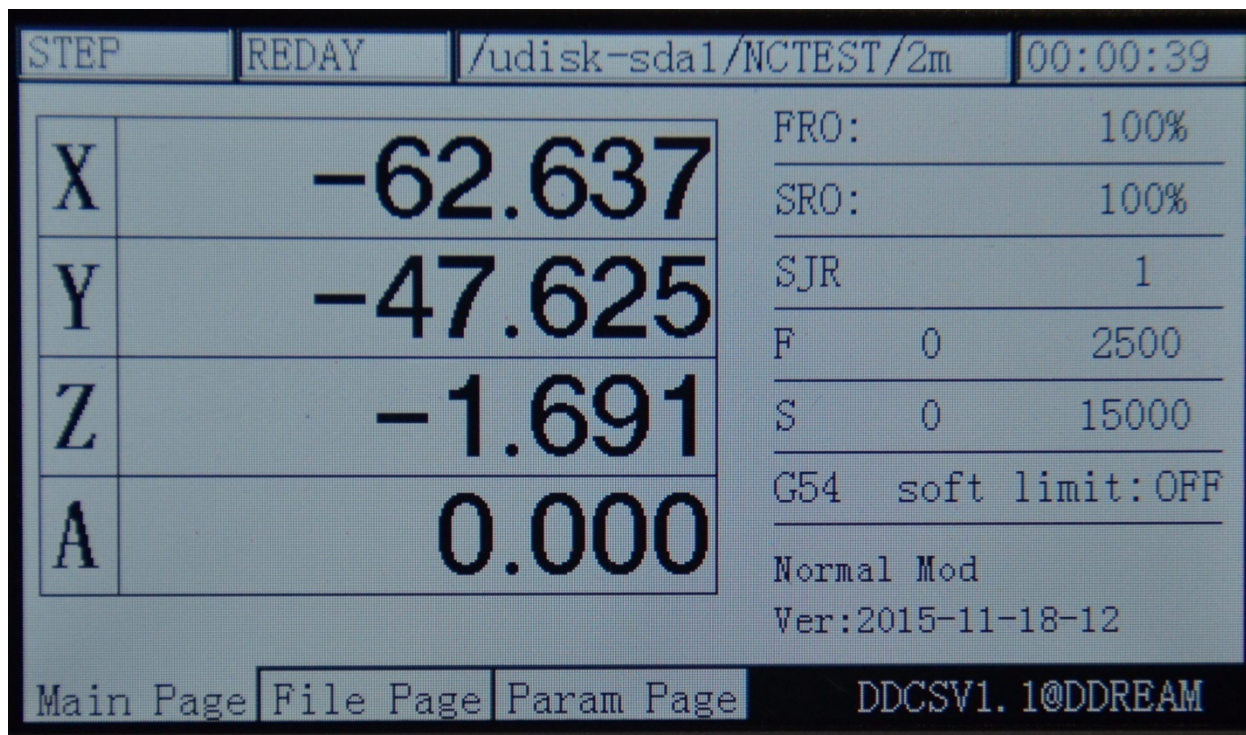 STEP REDAY /udisk-sda1/NCTEST/2m 00:00:39
X -62.637
Y -47.625
Z -1.691
A 0.000
FRO: 100%
SRO: 100%
SJR 1
F 0 2500
S 0 15000
G54 soft limit:OFF
Normal Mod
Ver:2015-11-18-12
Main Page File Page Param Page DDCSV1.1@DDREAM